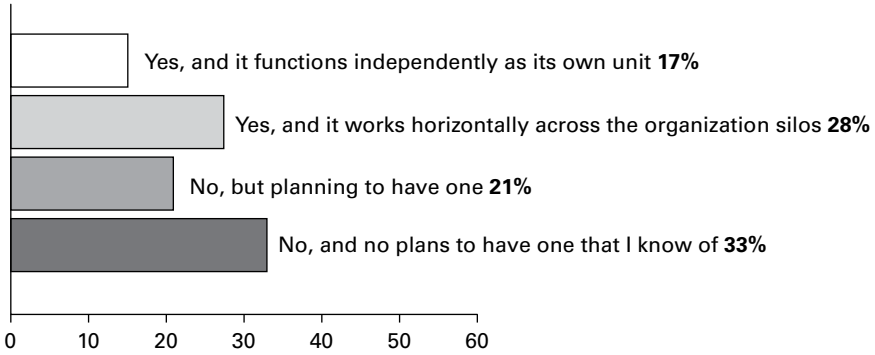 Yes, and it functions independently as its own unit 17%
Yes, and it works horizontally across the organization silos 28%
No, but planning to have one 21%
No, and no plans to have one that I know of 33%
0 10 20 30 40 50 60